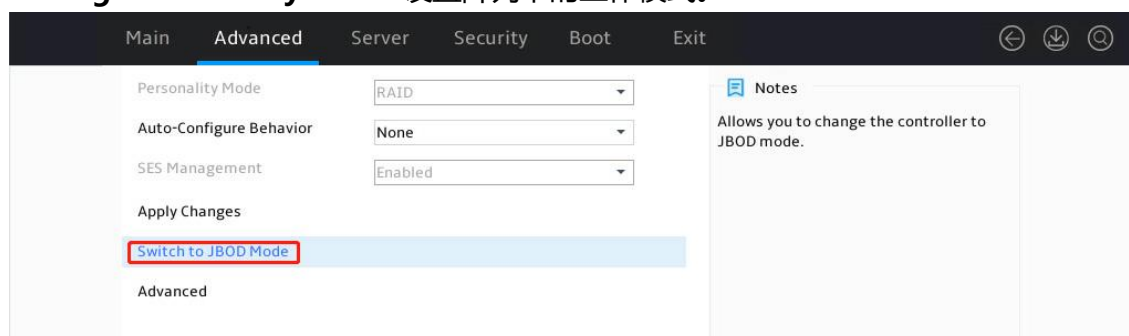 Main Advanced Server Security Boot Exit
Personality Mode RAID
Notes
Auto-Configure Behavior None
Allows you to change the controller to
JBOD mode.
SES Management Enabled
Apply Changes
Switch to JBOD Mode
Advanced